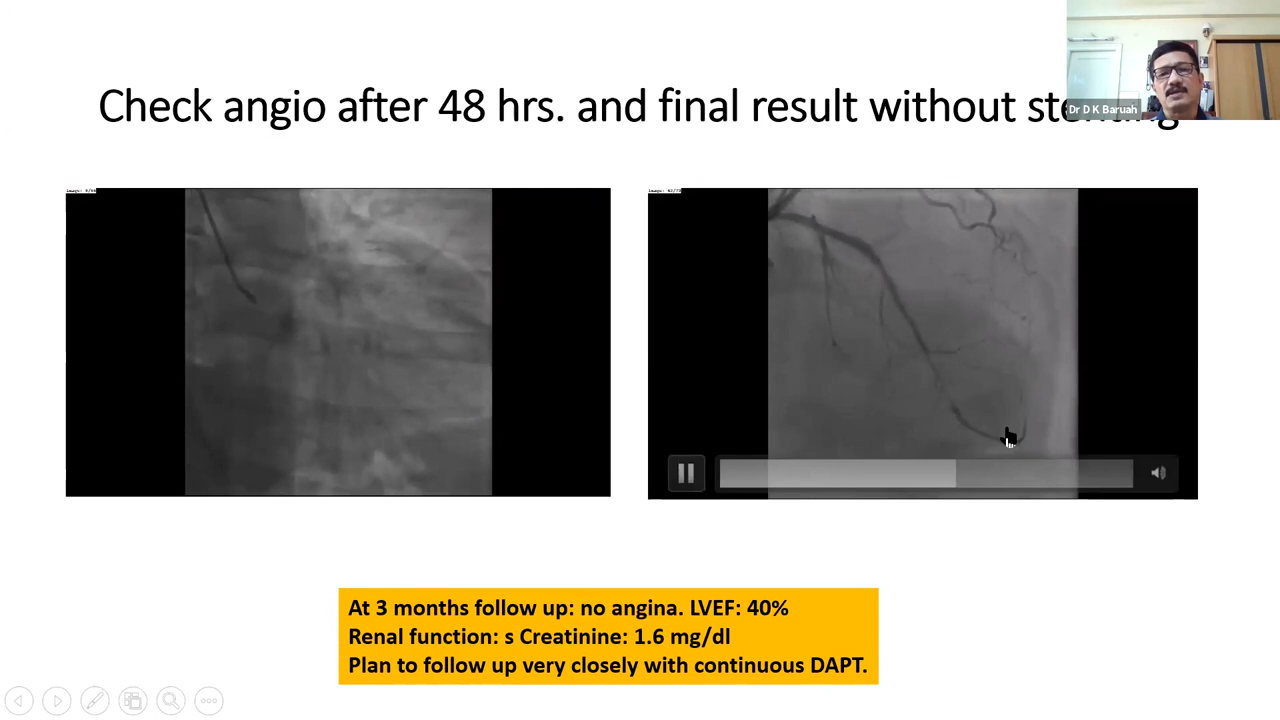 Check angio after 48 hrs. and final result without
Dr D K Baruah
At 3 months follow up: no angina. LVEF: 40%
Renal function: s Creatinine: 1.6 mg/dl
Plan to follow up very closely with continuous DAPT.